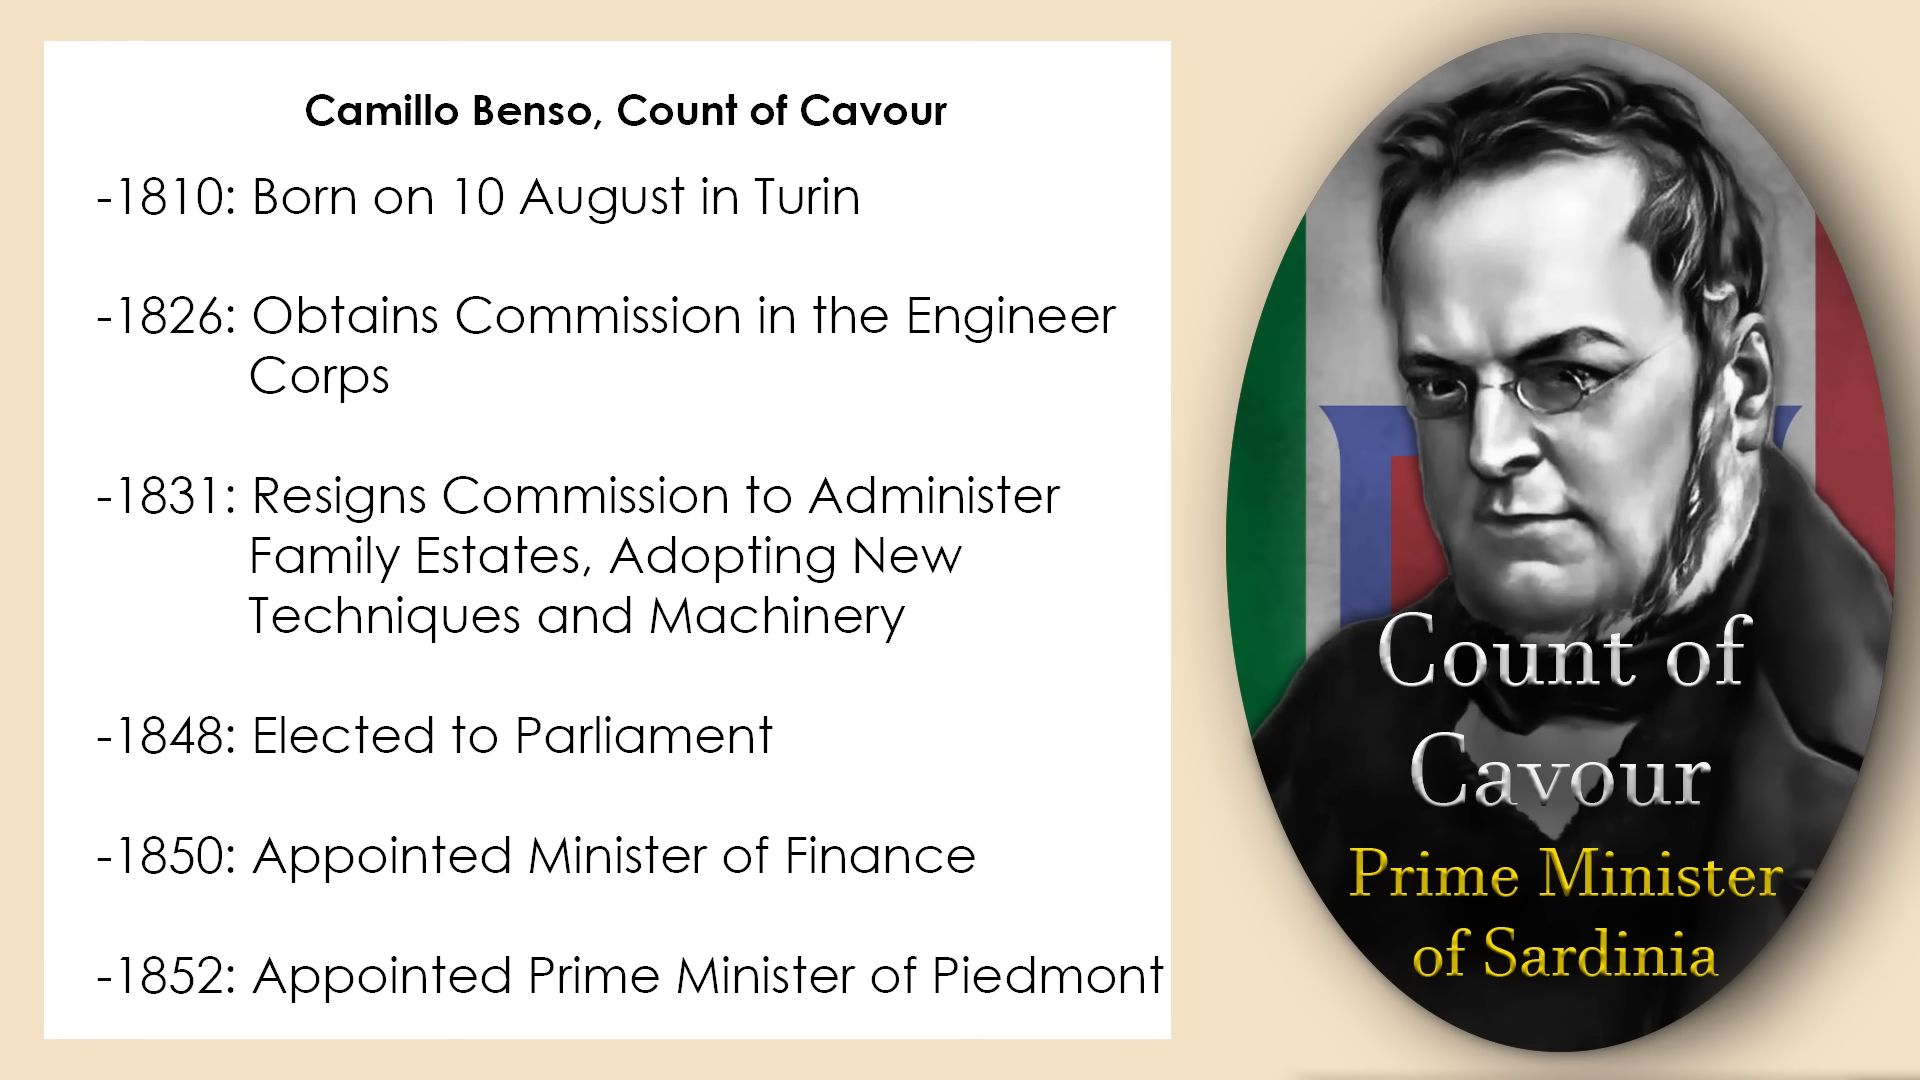 Camillo Benso, Count of Cavour
-1810: Born on 10 August in Turin
-1826: Obtains Commission in the Engineer
Corps
-1831: Resigns Commission to Administer
Family Estates, Adopting New
Techniques and Machinery
-1848: Elected to Parliament
-1850: Appointed Minister of Finance
-1852: Appointed Prime Minister of Piedmont
Count of
Cavour
Prime Minister
of Sardinia